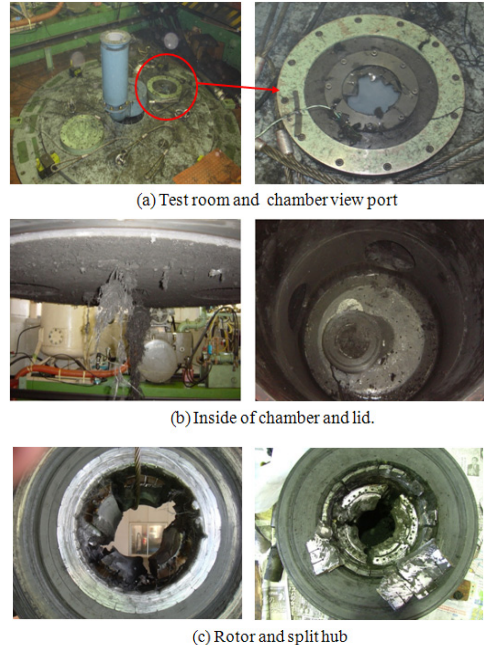 (a) Test room and chamber view port
(b) Inside of chamber and lid.
(c) Rotor and split hub